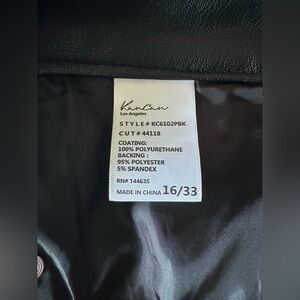 KanCan
Los Angeles
STYLE# KC6102PBK
CUT# 44118
COATING:
100% POLYURETHANE
BACKING :
95% POLYESTER
5% SPANDEX
RN# 144635
MADE IN CHINA 16/33